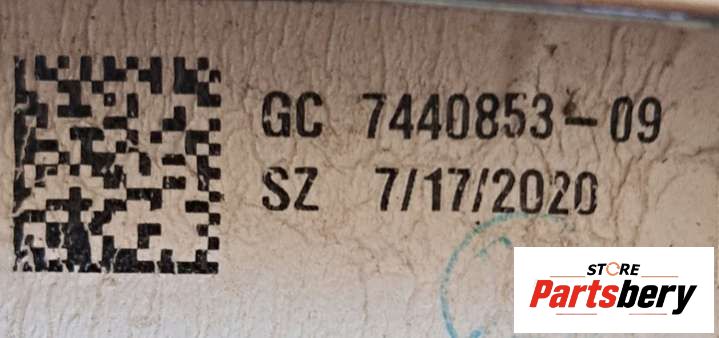 GC 7440853-09
SZ 7/17/2020
STORE
Partsbery